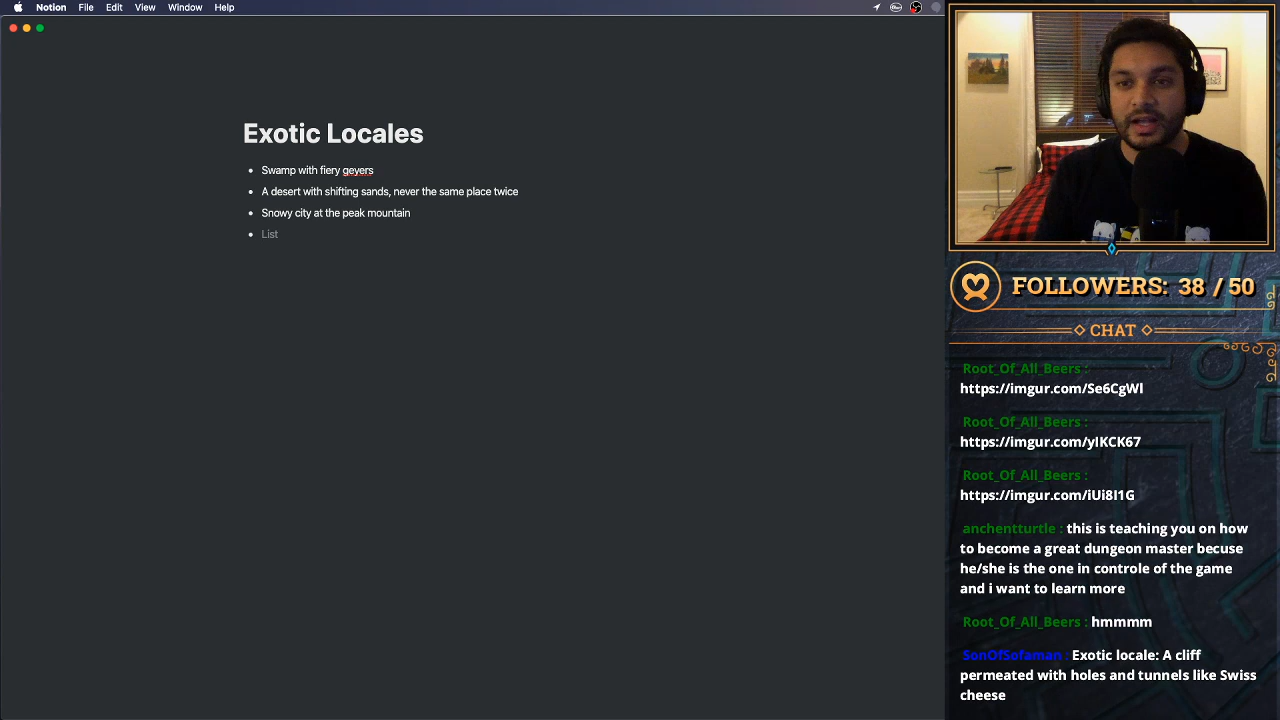 Notion File Edit View Window Help
Exotic Locales
• Swamp with fiery geyers
• A desert with shifting sands, never the same place twice
• Snowy city at the peak mountain
• List
FOLLOWERS: 38 / 50
CHAT
Root_Of_All_Beers :
https://imgur.com/Se6CgWl
Root_Of_All_Beers :
https://imgur.com/yIKCK67
Root_Of_All_Beers :
https://imgur.com/iUi8I1G
anchentturtle : this is teaching you on how
to become a great dungeon master becuse
he/she is the one in controle of the game
and i want to learn more
Root_Of_All_Beers : hmmmm
SonOfSofaman : Exotic locale: A cliff
permeated with holes and tunnels like Swiss
cheese